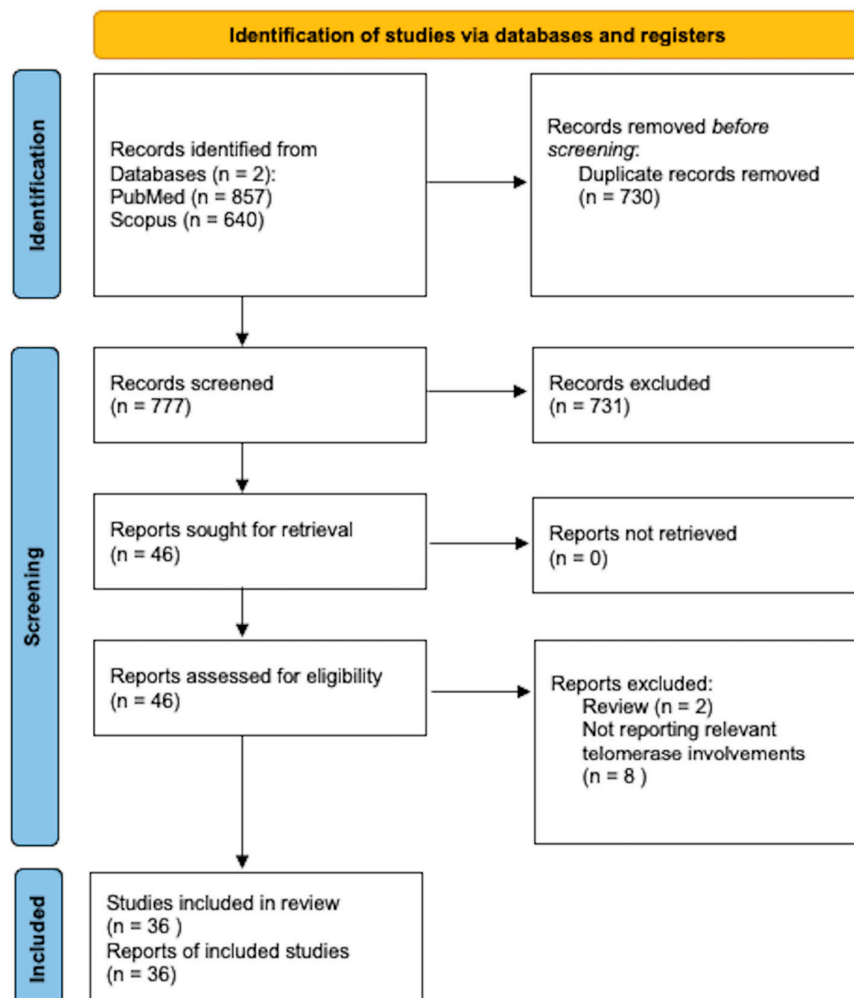 Identification of studies via databases and registers
Identification
Records identified from
Databases (n = 2):
PubMed (n = 857)
Scopus (n = 640)
Records removed before
screening:
Duplicate records removed
(n = 730)
Screening
Records screened
(n = 777)
Records excluded
(n = 731)
Reports sought for retrieval
(n = 46)
Reports not retrieved
(n = 0)
Reports assessed for eligibility
(n = 46)
Reports excluded:
Review (n = 2)
Not reporting relevant
telomerase involvements
(n = 8 )
Included
Studies included in review
(n = 36 )
Reports of included studies
(n = 36)